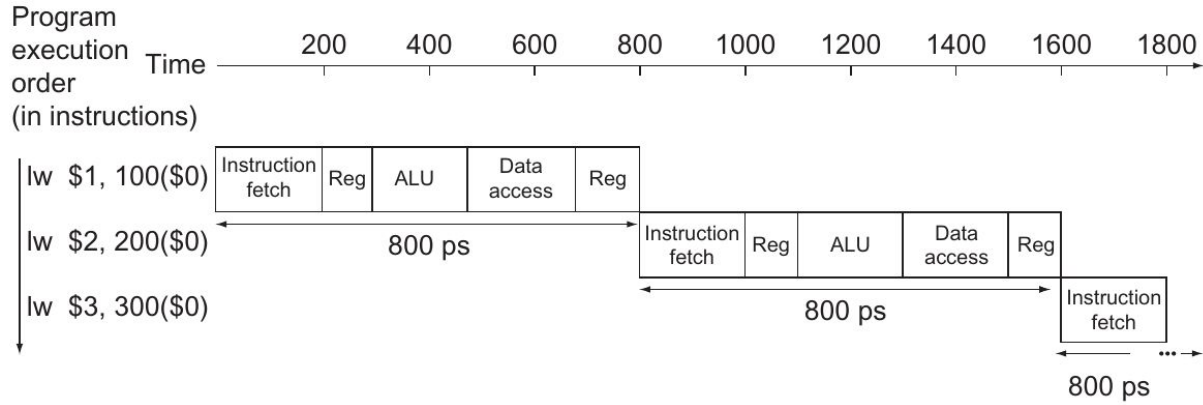 Program
execution
order
(in instructions)
Time
200 400 600 800 1000 1200 1400 1600 1800
lw $1, 100($0)
Instruction
fetch
Reg
ALU
Data
access
Reg
800 ps
lw $2, 200($0)
Instruction
fetch
Reg
ALU
Data
access
Reg
800 ps
lw $3, 300($0)
Instruction
fetch
•••
800 ps